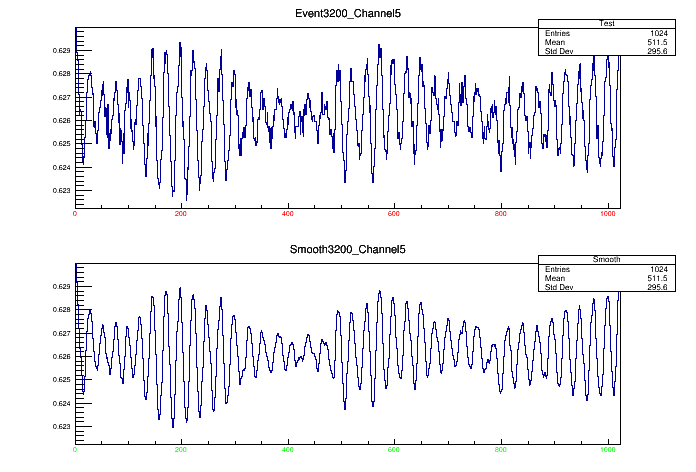 Event3200_Channel5
Test
Entries 1024
Mean 511.5
Std Dev 295.6
0.629
0.628
0.627
0.626
0.625
0.624
0.623
0 200 400 600 800 1000
Smooth3200_Channel5
Smooth
Entries 1024
Mean 511.5
Std Dev 295.6
0.629
0.628
0.627
0.626
0.625
0.624
0.623
0 200 400 600 800 1000